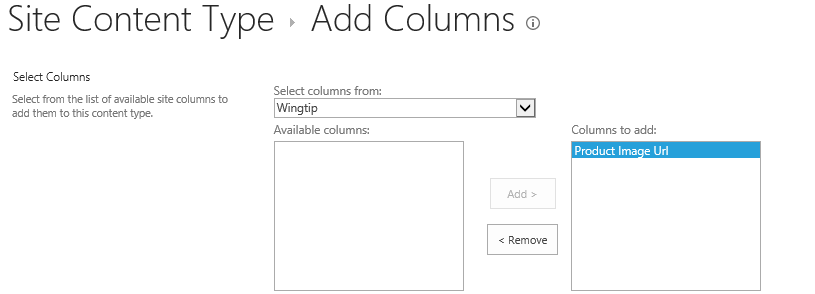 Site Content Type ▸ Add Columns
Select Columns
Select from the list of available site columns to
add them to this content type.
Select columns from:
Wingtip
Available columns:
Add >
< Remove
Columns to add:
Product Image Url